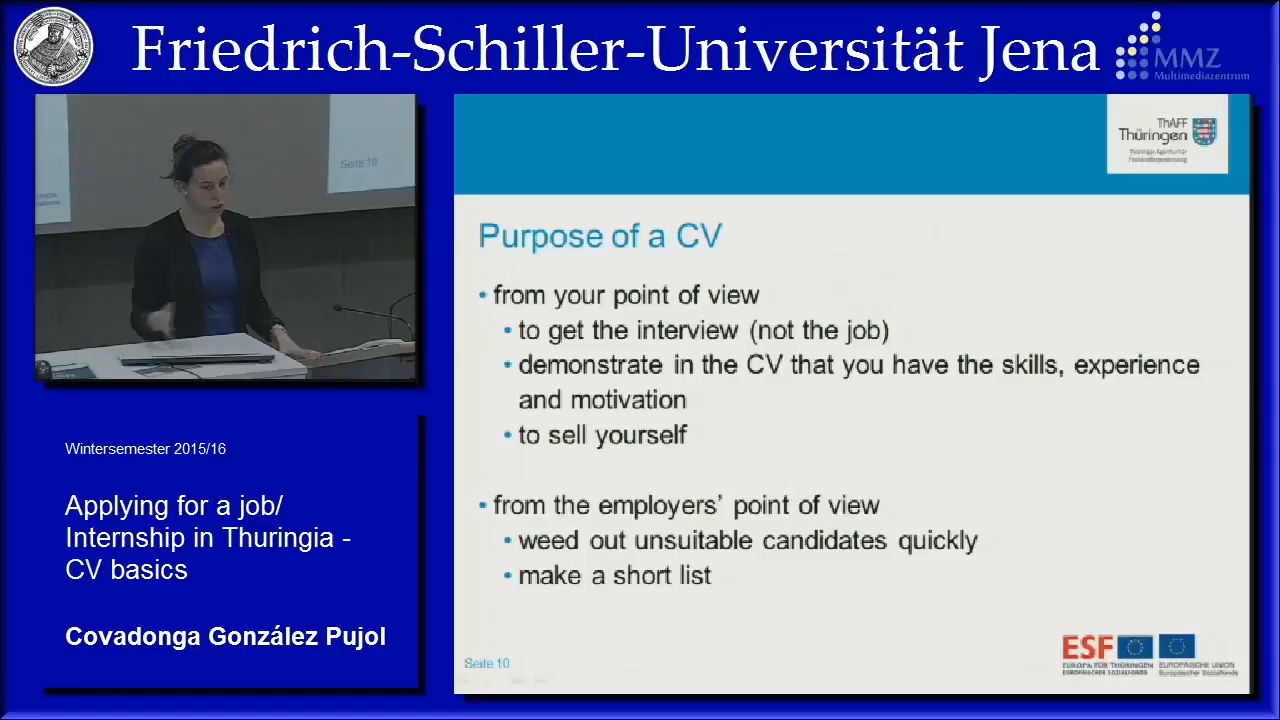 Friedrich-Schiller-Universität Jena
MMZ
Multimediazentrum
Seite 10
ThAFF
Thüringen
Thüringer Agentur Für
Fachkräftegewinnung
Purpose of a CV
• from your point of view
• to get the interview (not the job)
• demonstrate in the CV that you have the skills, experience
and motivation
• to sell yourself
• from the employers’ point of view
• weed out unsuitable candidates quickly
• make a short list
Seite 10
ESF
EUROPA FÜR THÜRINGEN
EUROPÄISCHER SOZIALFONDS
EUROPÄISCHE UNION
Europäischer Sozialfonds
Wintersemester 2015/16
Applying for a job/
Internship in Thuringia -
CV basics
Covadonga González Pujol